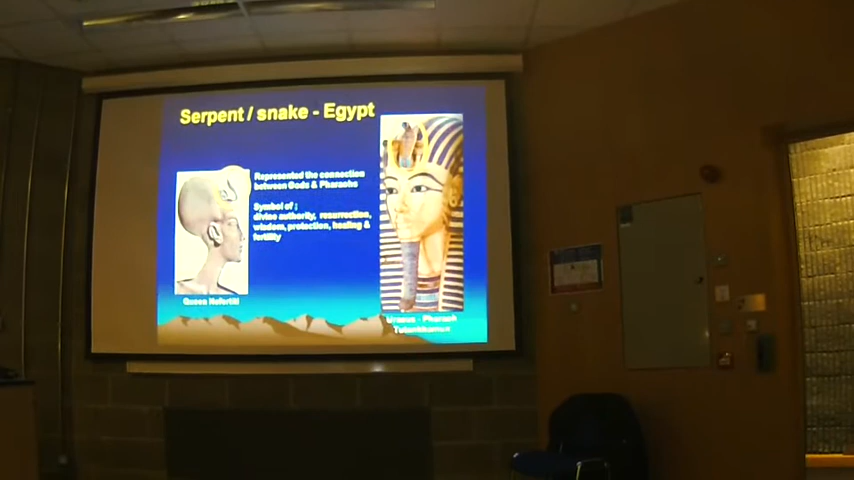 Serpent / snake - Egypt
Represented the connection
between Gods & Pharaohs
Symbol of :
divine authority, resurrection,
wisdom, protection, healing &
fertility
Queen Nefertiti
- Pharaoh
Tutankhamun